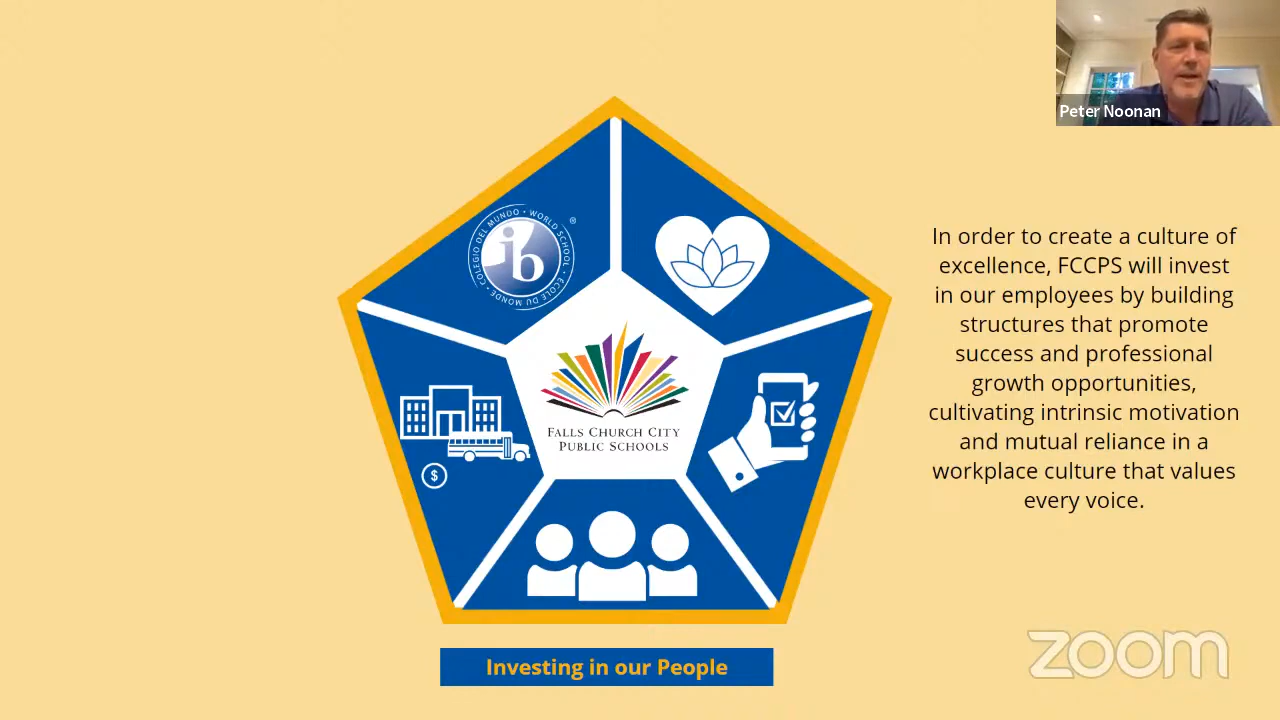 Peter Noonan
COLEGIO DEL MUNDO • WORLD SCHOOL • ÉCOLE DU MONDE •
®
ib
In order to create a culture of
excellence, FCCPS will invest
in our employees by building
structures that promote
success and professional
growth opportunities,
cultivating intrinsic motivation
and mutual reliance in a
workplace culture that values
every voice.
FALLS CHURCH CITY
PUBLIC SCHOOLS
$
Investing in our People
zoom